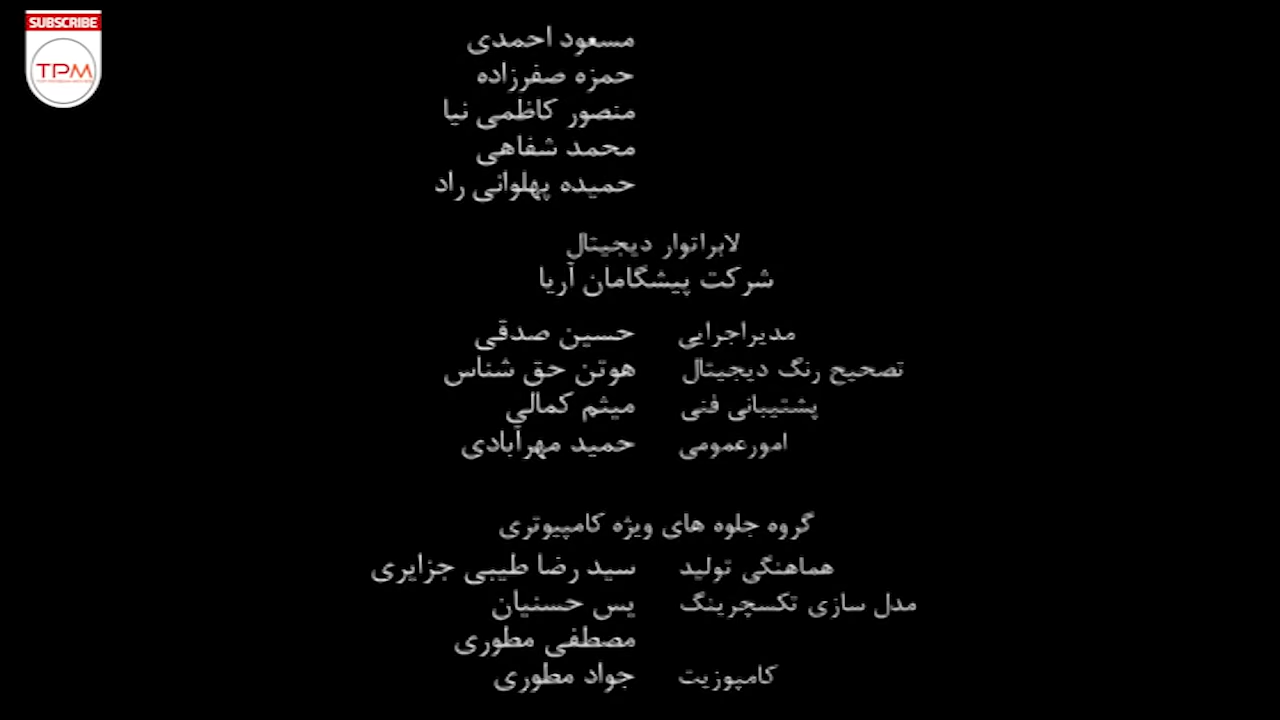 SUBSCRIBE
TPM
مسعود احمدی
حمزه صفرزاده
منصور کاظمی نیا
محمد شفاهی
حمیده پهلوانی راد
لابراتوار دیجیتال
شرکت پیشگامان آریا
مدیراجرایی حسین صدقی
تصحیح رنگ دیجیتال هوتن حق شناس
پشتیبانی فنی میثم کمالی
امورعمومی حمید مهرآبادی
گروه جلوه های ویژه کامپیوتری
هماهنگی تولید سید رضا طیبی جزایری
مدل سازی تکسچرینگ یس حسنیان
مصطفی مطوری
کامپوزیت جواد مطوری